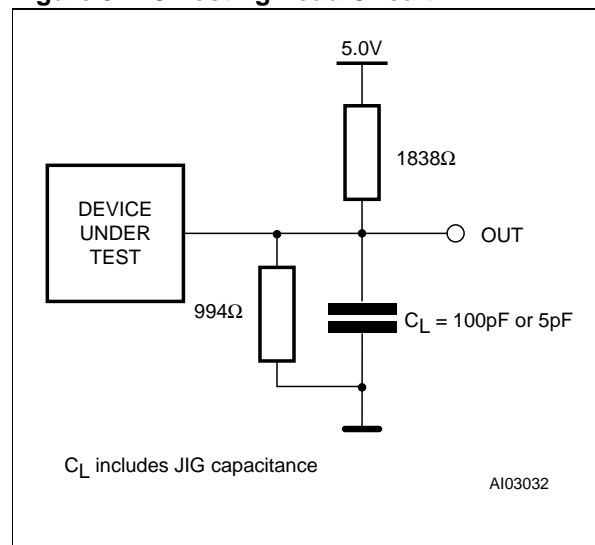 5.0V
1838Ω
DEVICE
UNDER
TEST
OUT
994Ω
CL = 100pF or 5pF
CL includes JIG capacitance
AI03032